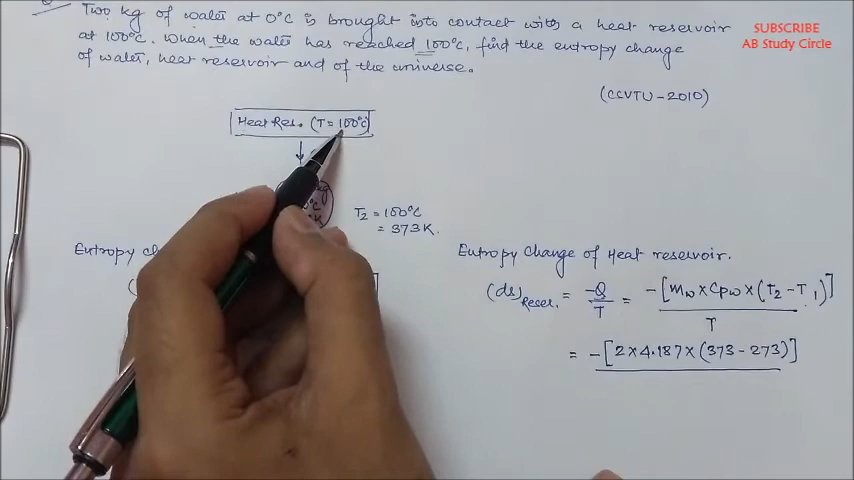 Two kg of water at 0°C is brought into contact with a heat reservoir
at 100°C. When the water has reached 100°C, find the entropy change
of water, heat reservoir and of the universe.
(CSVTU-2010)
SUBSCRIBE
AB Study Circle
Heat Res. (T = 100°C)
T2 = 100°C
= 373K.
Entropy
Entropy Change of Heat reservoir.
(ds)Reser. = -Q/T = -[mw × Cpw × (T2 - T1)]/T
= -[2 × 4.187 × (373 - 273)]